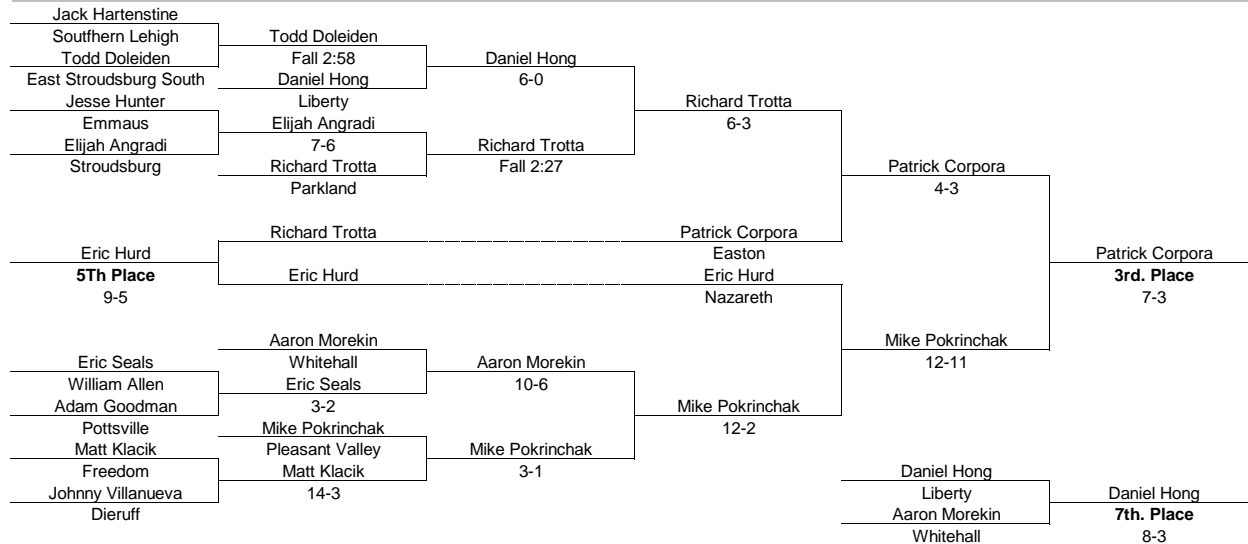 Jack Hartenstine
Soutfhern Lehigh
Todd Doleiden
Todd Doleiden
Fall 2:58
Daniel Hong
East Stroudsburg South
Daniel Hong
6-0
Jesse Hunter
Liberty
Richard Trotta
Emmaus
Elijah Angradi
6-3
Elijah Angradi
7-6
Richard Trotta
Stroudsburg
Richard Trotta
Fall 2:27
Patrick Corpora
Parkland
4-3
Richard Trotta
Patrick Corpora
Eric Hurd
Easton
Patrick Corpora
5Th Place
Eric Hurd
Eric Hurd
3rd. Place
9-5
Nazareth
7-3
Aaron Morekin
Mike Pokrinchak
Eric Seals
Whitehall
Aaron Morekin
12-11
William Allen
Eric Seals
10-6
Adam Goodman
3-2
Mike Pokrinchak
Pottsville
Mike Pokrinchak
12-2
Matt Klacik
Pleasant Valley
Mike Pokrinchak
Freedom
Matt Klacik
3-1
Daniel Hong
Johnny Villanueva
14-3
Liberty
Daniel Hong
Dieruff
Aaron Morekin
7th. Place
Whitehall
8-3